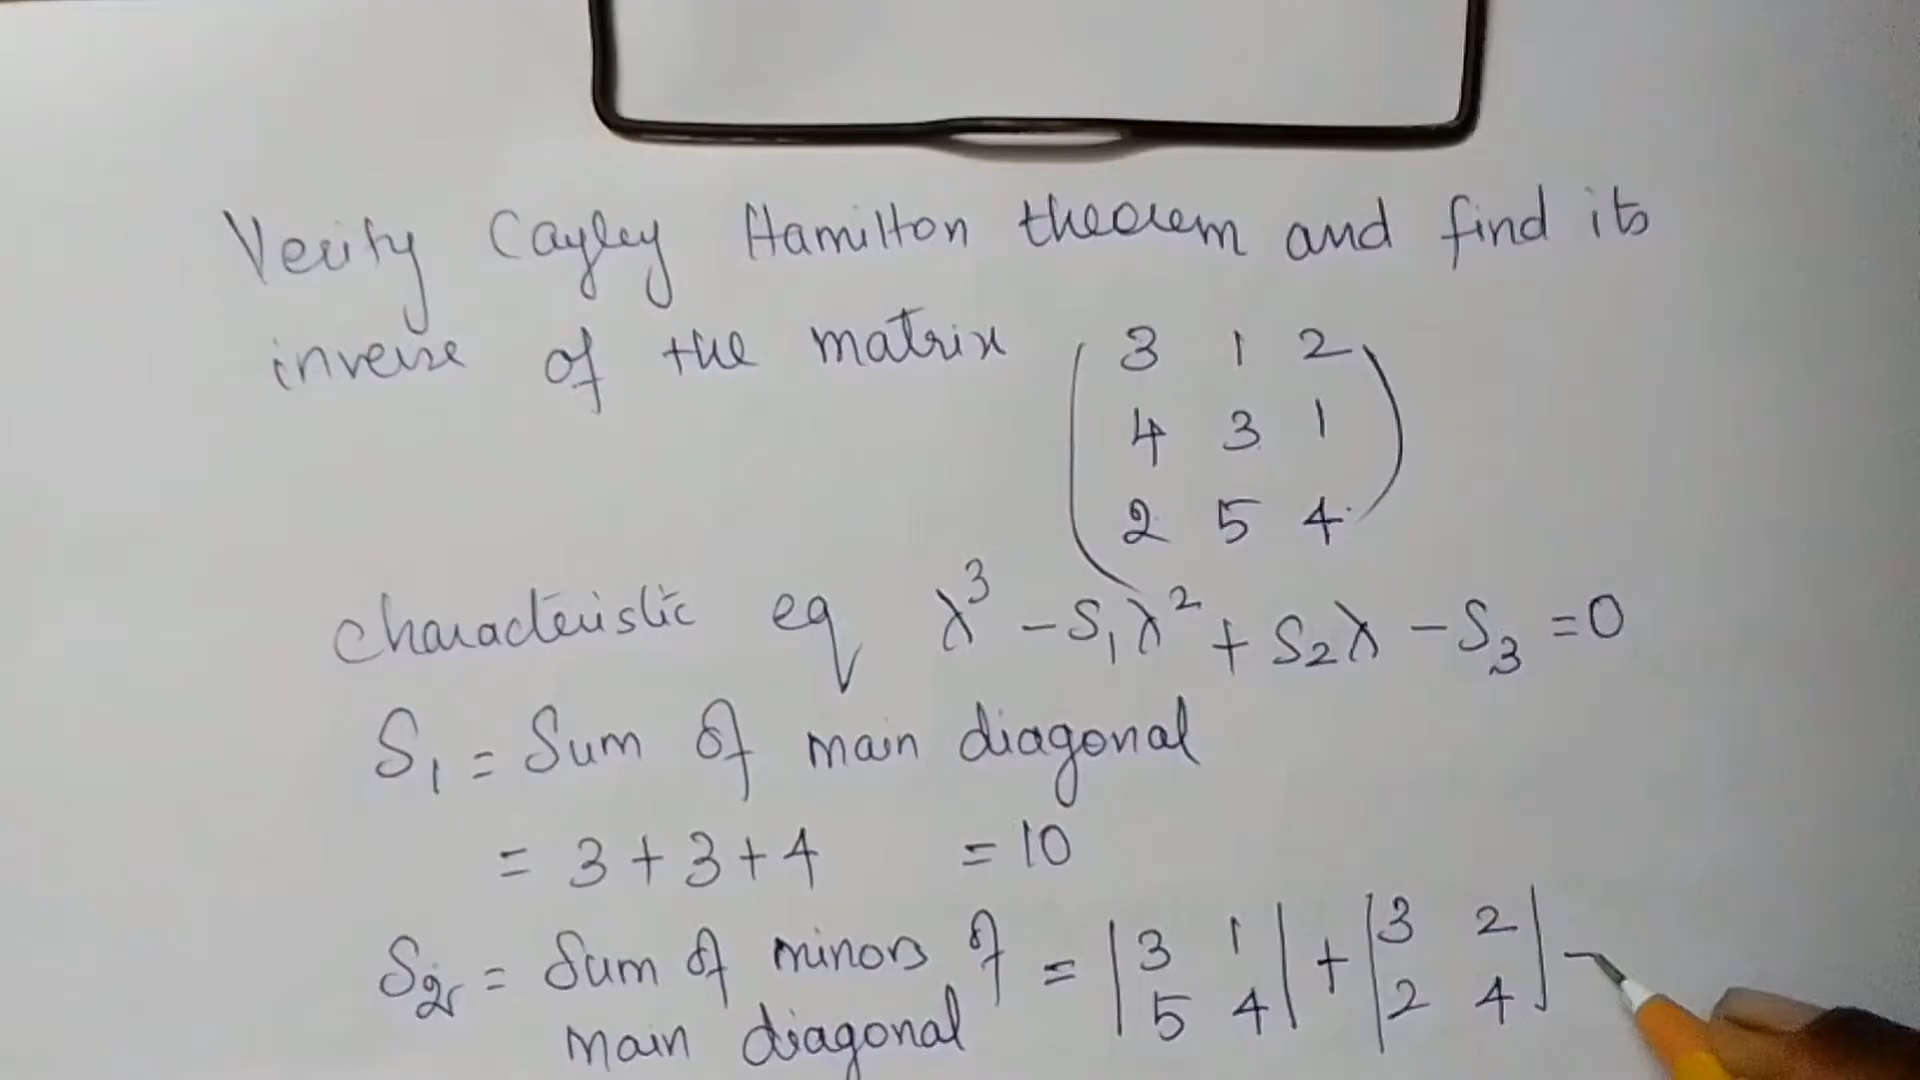 Verify Cayley Hamilton theorem and find its
inverse of the matrix
3 1 2
4 3 1
2 5 4
characteristic eq λ³ - S₁λ² + S₂λ - S₃ = 0
S₁ = Sum of main diagonal
= 3 + 3 + 4 = 10
S₂ = Sum of minors of = |3 1| + |3 2| -
main diagonal |5 4| |2 4|